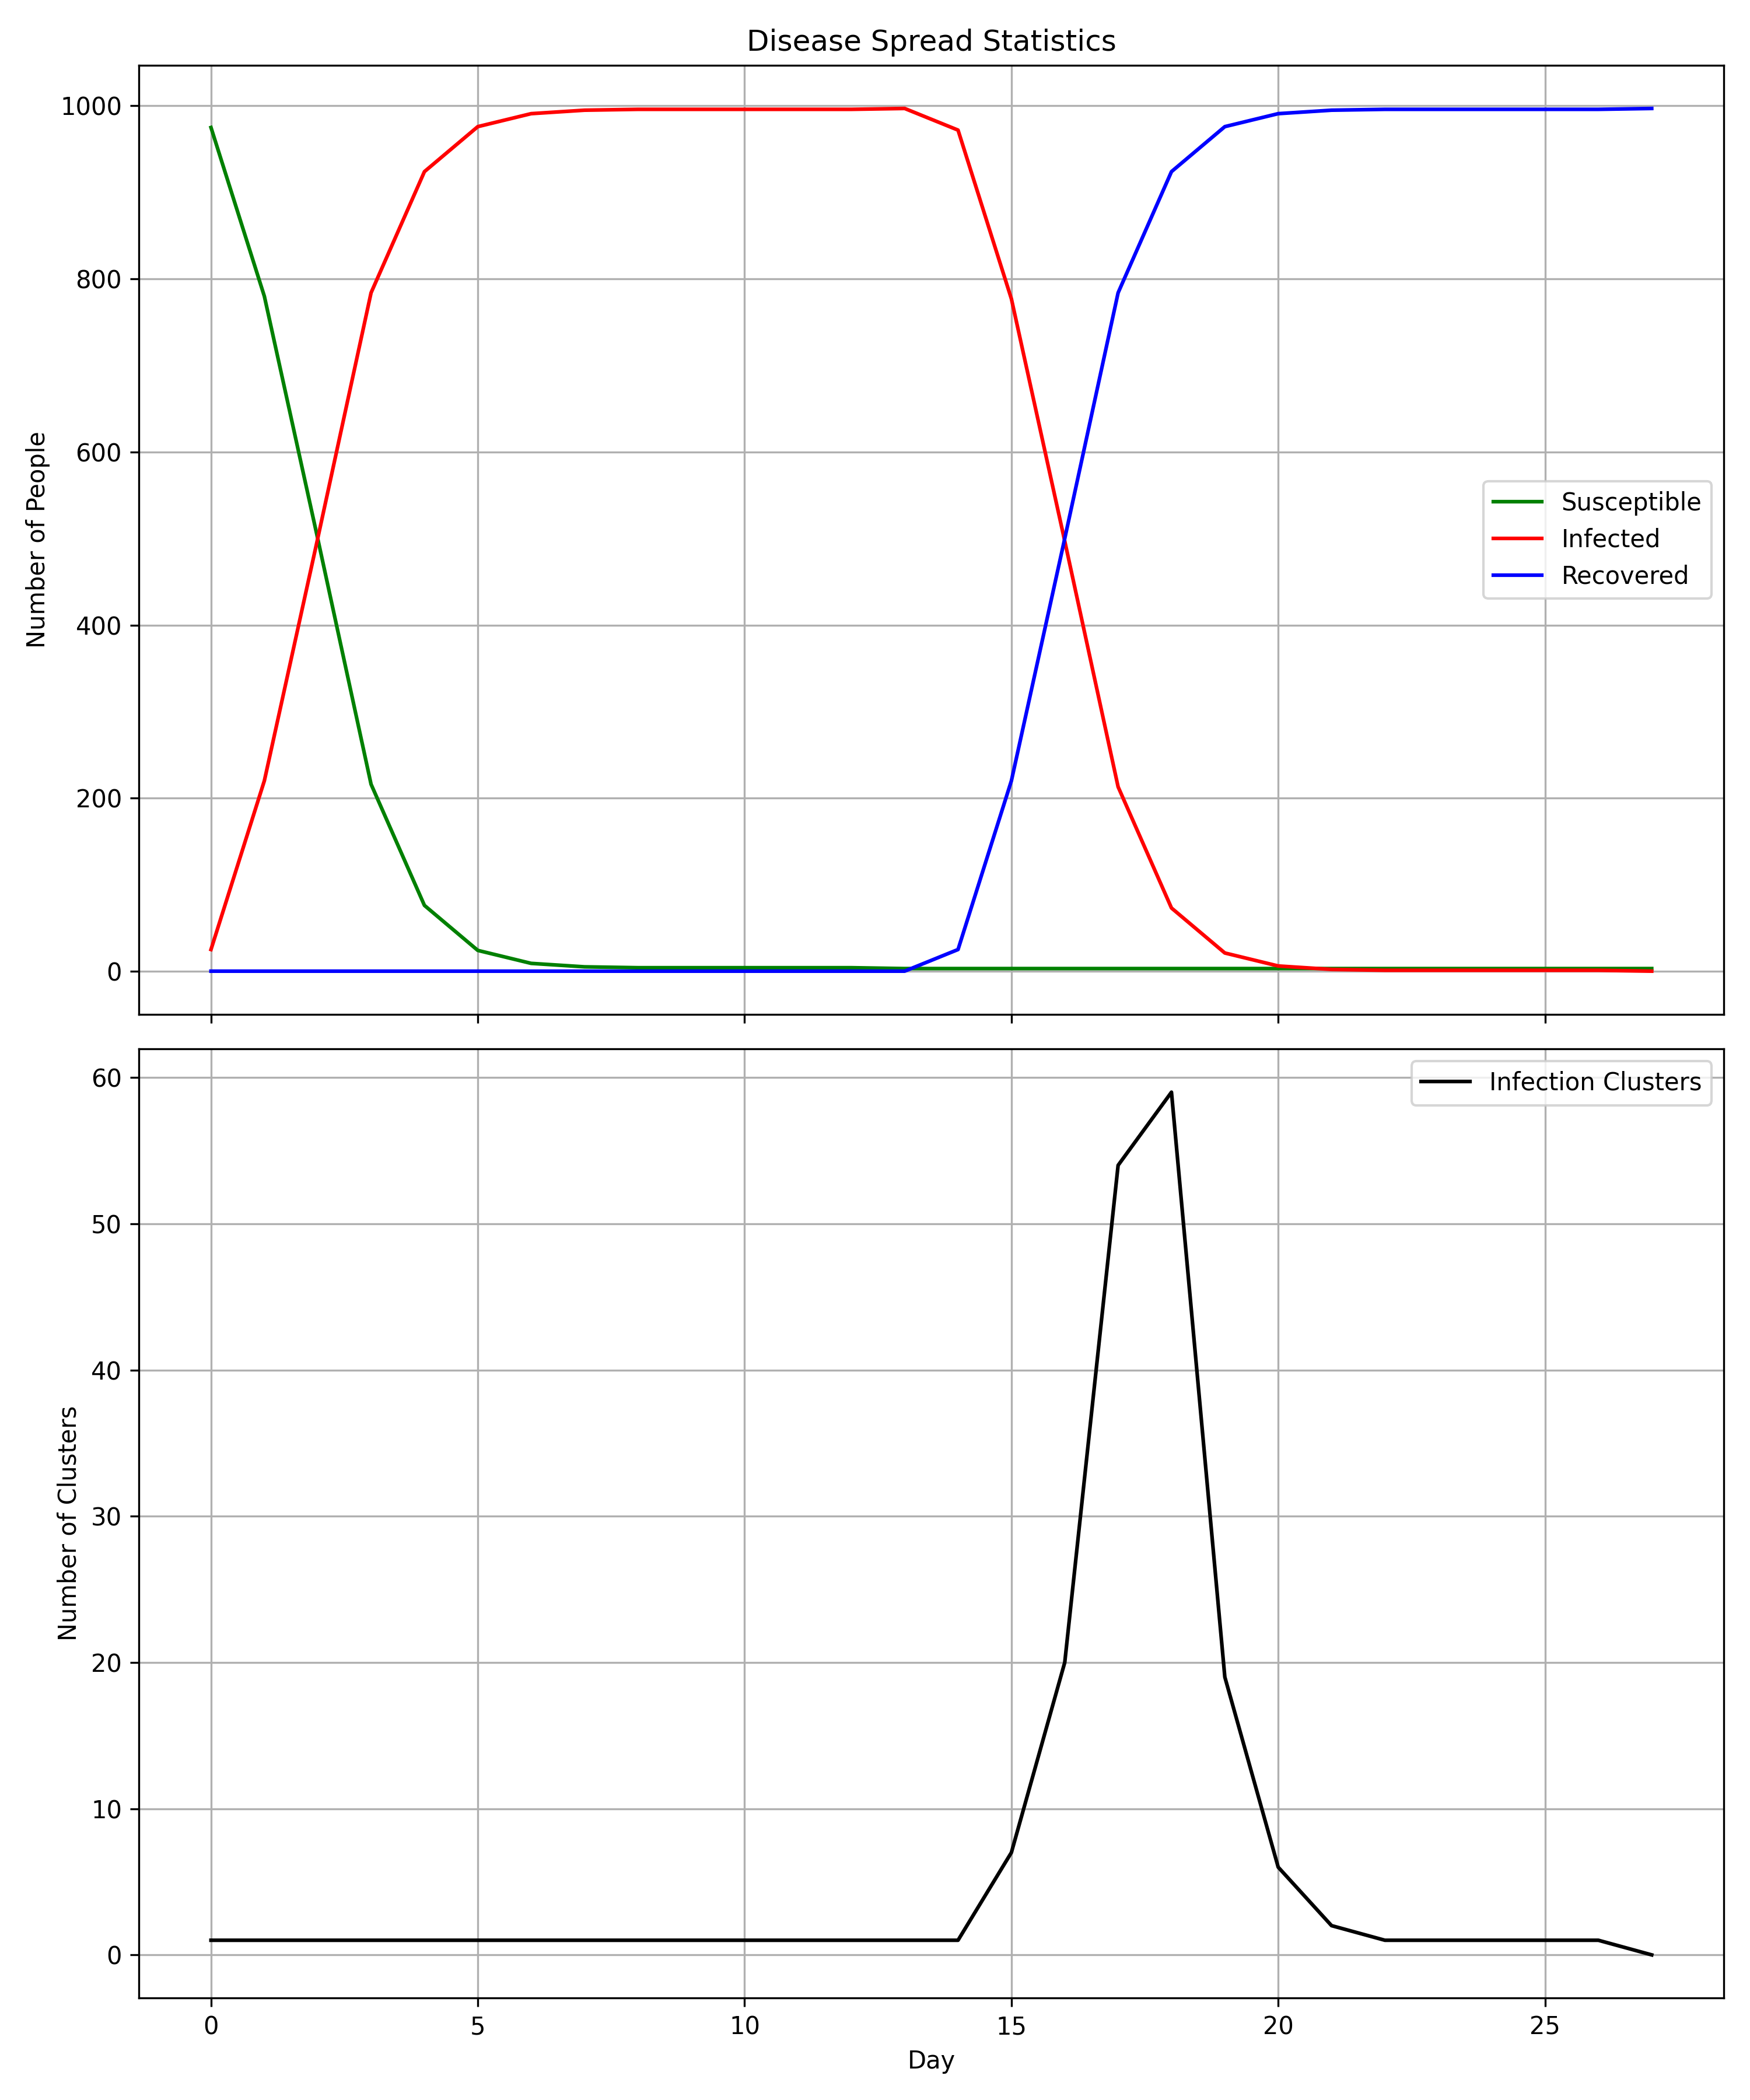 Disease Spread Statistics
1000
800
600
400
200
0
Number of People
Susceptible
Infected
Recovered
60
50
40
30
20
10
0
Number of Clusters
Infection Clusters
0 5 10 15 20 25
Day